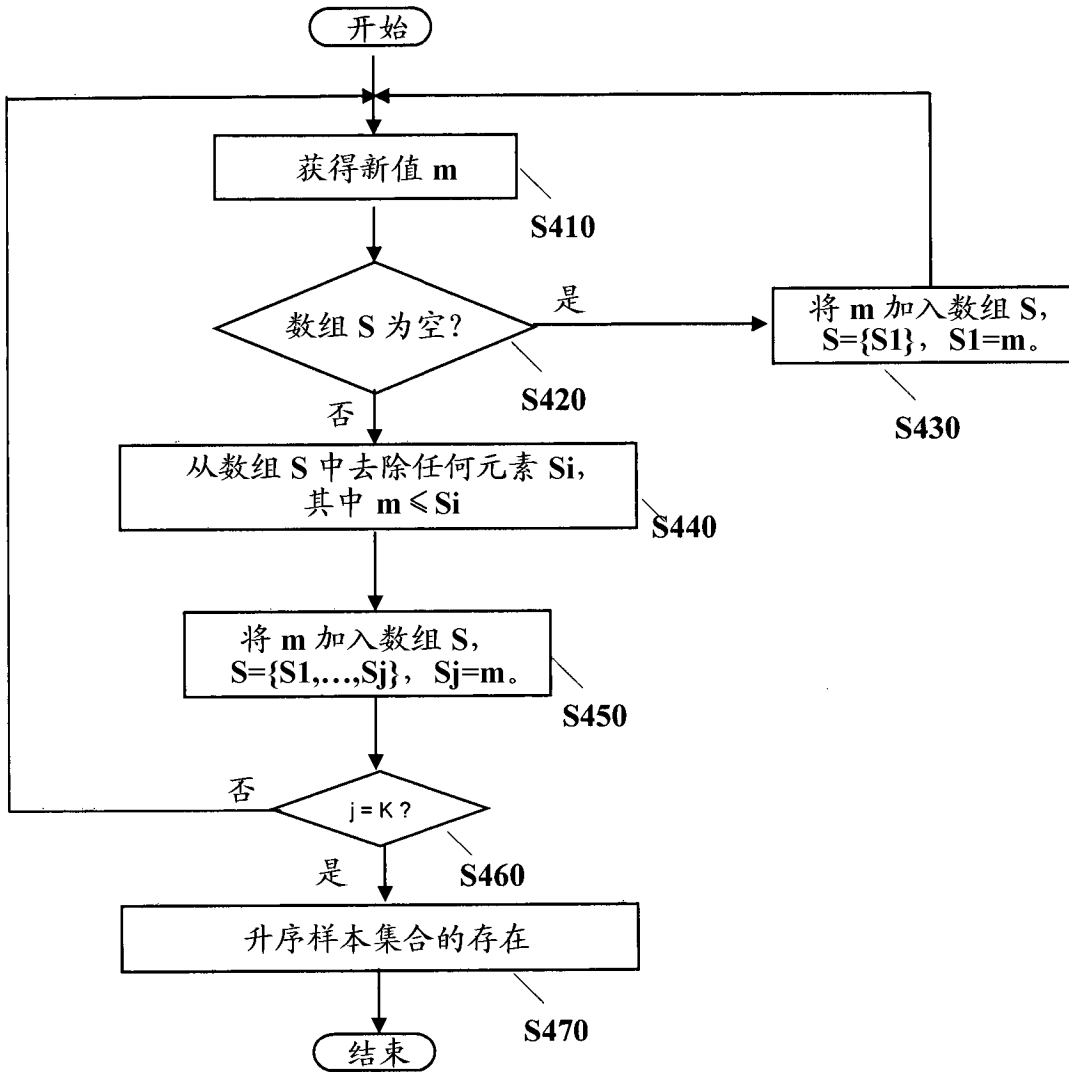 开始
获得新值 m
S410
数组 S 为空?
是
S420
将 m 加入数组 S,
S={S1}, S1=m。
S430
否
从数组 S 中去除任何元素 Si,
其中 m≤Si
S440
将 m 加入数组 S,
S={S1,…,Sj}, Sj=m。
S450
否
j = K ?
S460
是
升序样本集合的存在
S470
结束